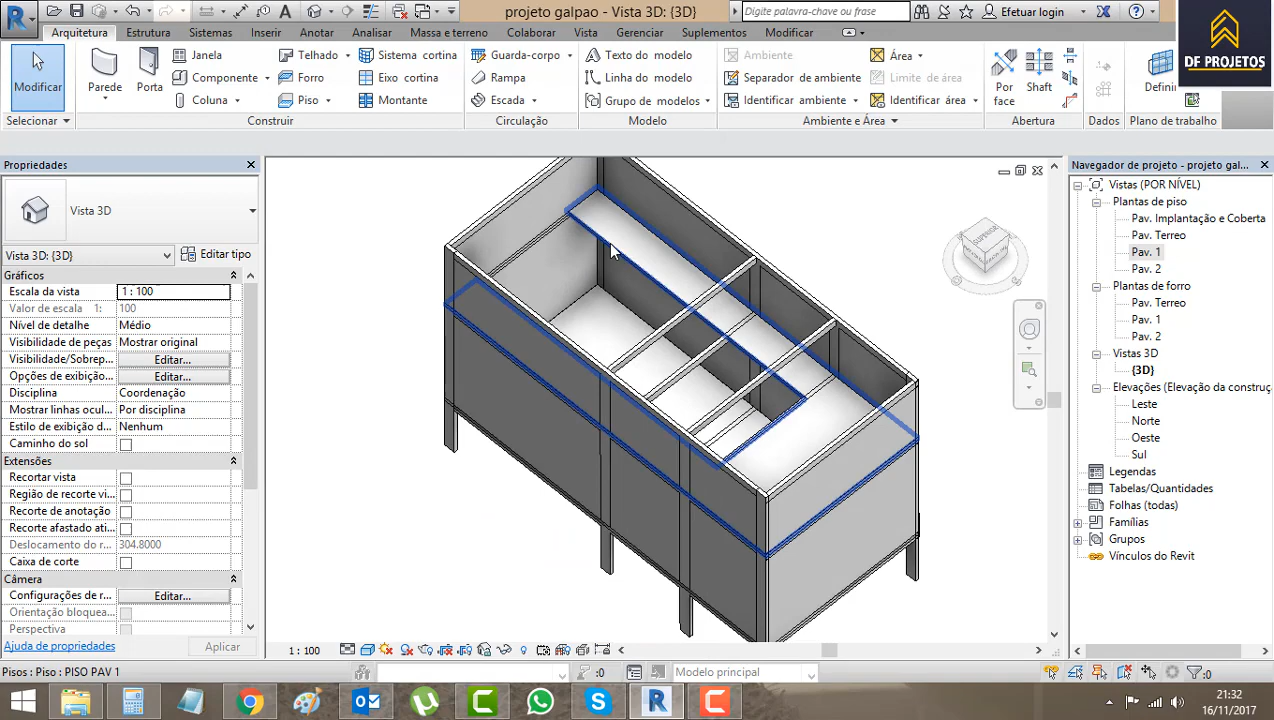 projeto galpao - Vista 3D: {3D}
Digite palavra-chave ou frase
Efetuar login
Arquitetura Estrutura Sistemas Inserir Anotar Analisar Massa e terreno Colaborar Vista Gerenciar Suplementos Modificar
Modificar
Selecionar
Parede
Porta
Janela
Componente
Coluna
Telhado
Forro
Piso
Sistema cortina
Eixo Cortina
Montante
Construir
Guarda-corpo
Rampa
Escada
Circulação
Texto do modelo
Linha do modelo
Grupo de modelos
Modelo
Ambiente
Separador de ambiente
Identificar ambiente
Área
Limite de área
Identificar área
Ambiente e Área
Por face
Shaft
Abertura
Dados
Defini
Plano de trabalho
DF PROJETOS
Propriedades
Vista 3D
Vista 3D: {3D}
Editar tipo
Gráficos
Escala da vista 1 : 100
Valor de escala 1: 100
Nível de detalhe Médio
Visibilidade de peças Mostrar original
Visibilidade/Sobrep... Editar...
Opções de exibição... Editar...
Disciplina Coordenação
Mostrar linhas ocul... Por disciplina
Estilo de exibição d... Nenhum
Caminho do sol
Extensões
Recortar vista
Região de recorte vi...
Recorte de anotação
Recorte afastado ati...
Deslocamento do r... 304.8000
Caixa de corte
Câmera
Configurações de r... Editar...
Orientação bloquea...
Perspectiva
Ajuda de propriedades
Aplicar
SUPERIOR
Navegador de projeto - projeto gal...
Vistas (POR NÍVEL)
Plantas de piso
Pav. Implantação e Coberta
Pav. Terreo
Pav. 1
Pav. 2
Plantas de forro
Pav. Terreo
Pav. 1
Pav. 2
Vistas 3D
{3D}
Elevações (Elevação da construç
Leste
Norte
Oeste
Sul
Legendas
Tabelas/Quantidades
Folhas (todas)
Famílias
Grupos
Vínculos do Revit
1 : 100
Pisos : Piso : PISO PAV 1
:0
Modelo principal
:0
21:32
16/11/2017